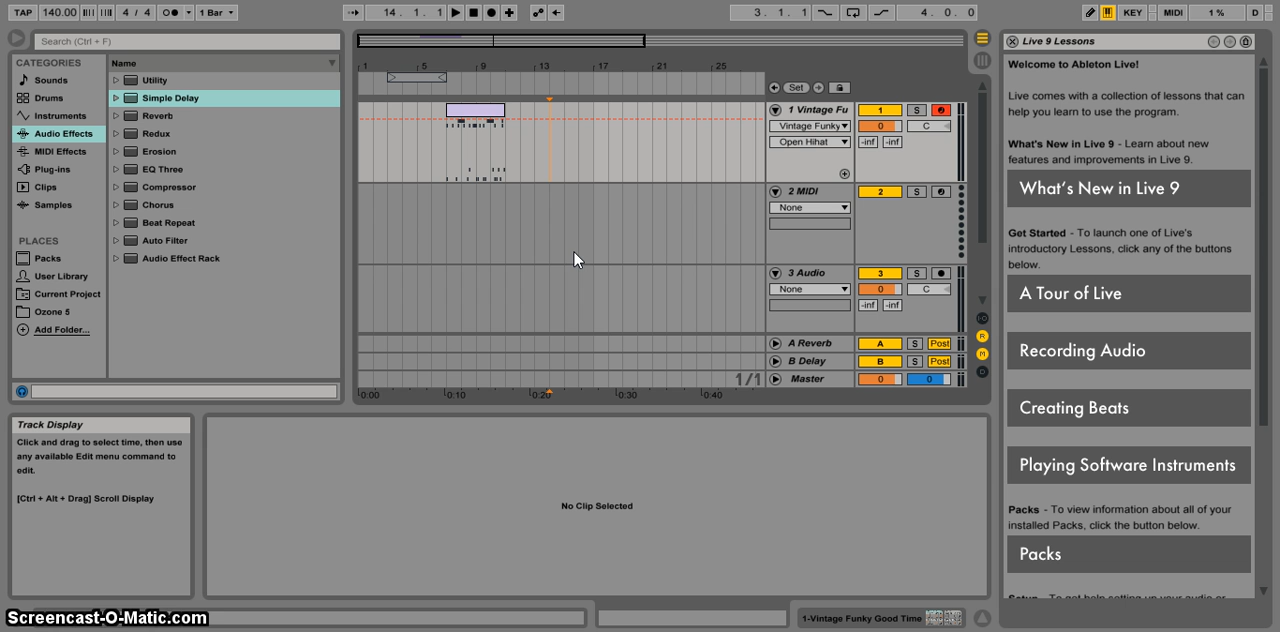 TAP 140.00 4 / 4 1 Bar 14. 1. 1 3. 1. 1 4. 0. 0 KEY MIDI 1 % D
Search (Ctrl + F)
CATEGORIES
Sounds
Drums
Instruments
Audio Effects
MIDI Effects
Plug-ins
Clips
Samples
PLACES
Packs
User Library
Current Project
Ozone 5
Add Folder...
Name
Utility
Simple Delay
Reverb
Redux
Erosion
EQ Three
Compressor
Chorus
Beat Repeat
Auto Filter
Audio Effect Rack
1 5 9 13 17 21 25
Set
1 Vintage Fu 1 S
Vintage Funky 0 C
Open Hihat -inf -inf
2 MIDI 2 S
None
3 Audio 3 S
None 0 C
-inf -inf
A Reverb A S Post
B Delay B S Post
1/1 Master 0 0
0:00 0:10 0:20 0:30 0:40
R
M
D
Live 9 Lessons
Welcome to Ableton Live!
Live comes with a collection of lessons that can
help you learn to use the program.
What's New in Live 9 - Learn about new
features and improvements in Live 9.
What's New in Live 9
Get Started - To launch one of Live's
introductory Lessons, click any of the buttons
below.
A Tour of Live
Recording Audio
Creating Beats
Playing Software Instruments
Packs - To view information about all of your
installed Packs, click the button below.
Packs
Track Display
Click and drag to select time, then use
any available Edit menu command to
edit.
[Ctrl + Alt + Drag] Scroll Display
No Clip Selected
Screencast-O-Matic.com
1-Vintage Funky Good Time